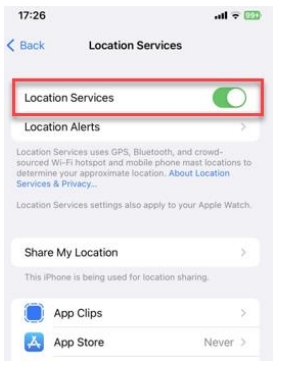 17:26
99+
Back Location Services
Location Services
Location Alerts
Location Services uses GPS, Bluetooth, and crowd-
sourced Wi-Fi hotspot and mobile phone mast locations to
determine your approximate location. About Location
Services & Privacy...
Location Services settings also apply to your Apple Watch.
Share My Location
This iPhone is being used for location sharing.
App Clips
App Store Never